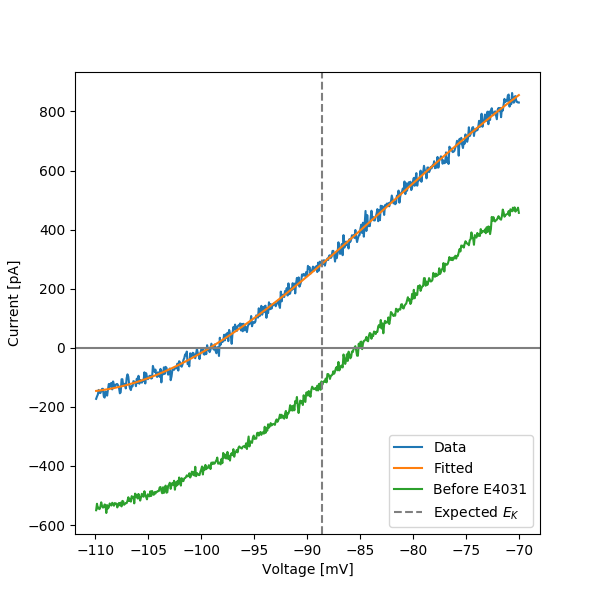 Current [pA]
800
600
400
200
0
−200
−400
−600
−110
−105
−100
−95
−90
−85
−80
−75
−70
Voltage [mV]
Data
Fitted
Before E4031
Expected E_K